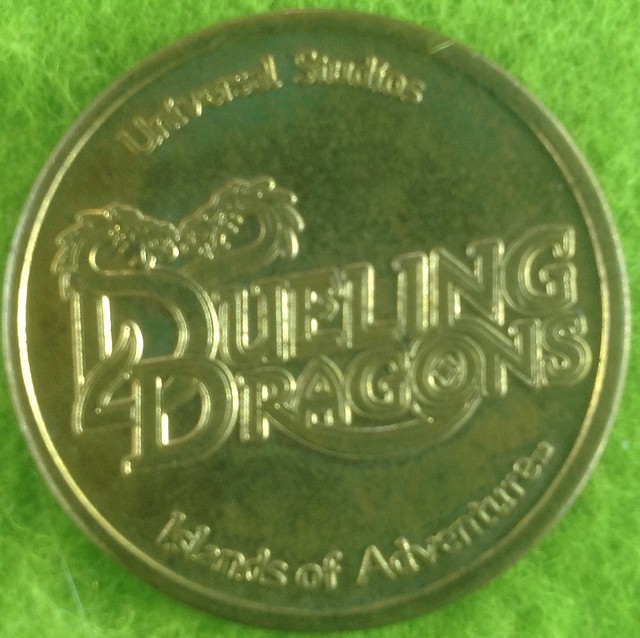 Universal Studios
DUELING
DRAGONS
Islands of Adventure